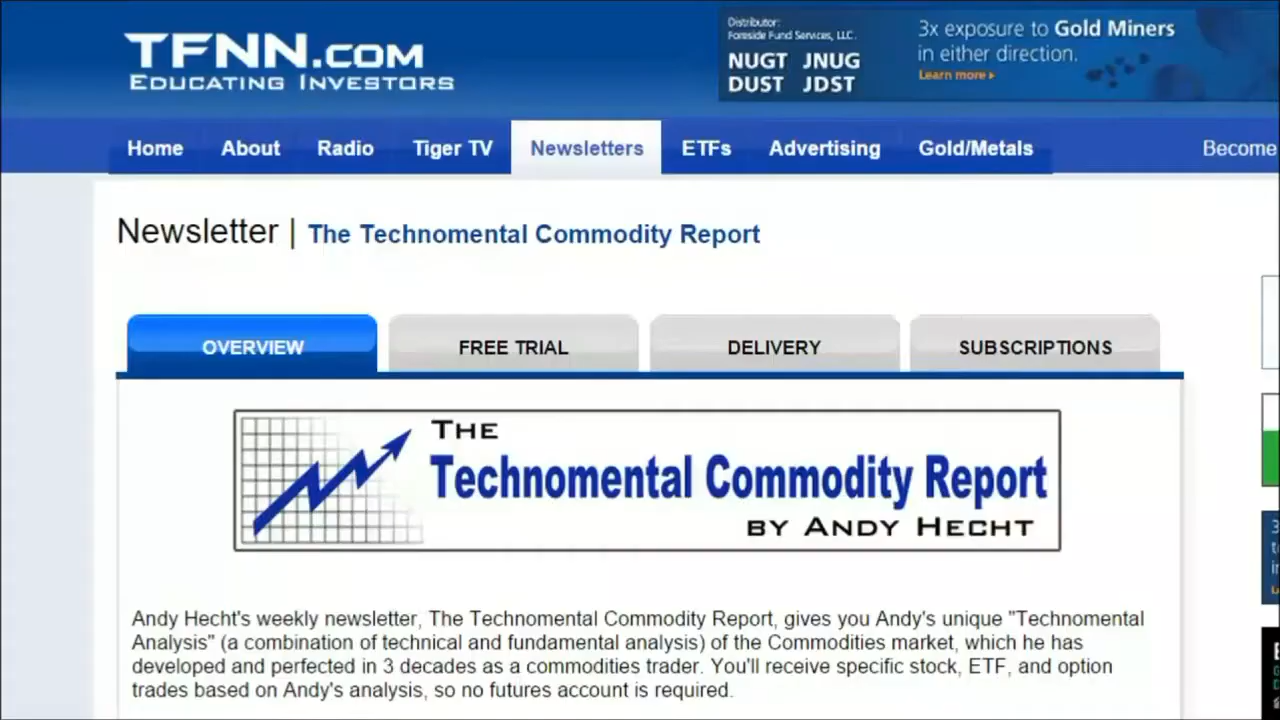 TFNN.COM
EDUCATING INVESTORS
Distributor:
Foreside Fund Services, LLC.
NUGT JNUG
DUST JDST
3x exposure to Gold Miners
in either direction.
Learn more
Home About Radio Tiger TV Newsletters ETFs Advertising Gold/Metals Become
Newsletter | The Technomental Commodity Report
OVERVIEW FREE TRIAL DELIVERY SUBSCRIPTIONS
THE
Technomental Commodity Report
BY ANDY HECHT
Andy Hecht's weekly newsletter, The Technomental Commodity Report, gives you Andy's unique "Technomental
Analysis" (a combination of technical and fundamental analysis) of the Commodities market, which he has
developed and perfected in 3 decades as a commodities trader. You'll receive specific stock, ETF, and option
trades based on Andy's analysis, so no futures account is required.